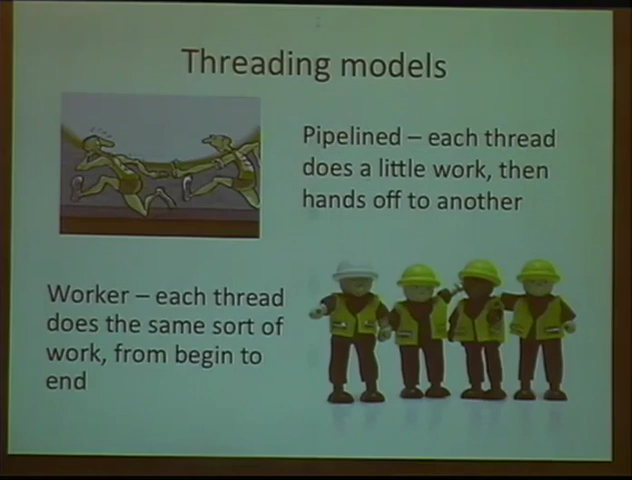 Threading models
Pipelined – each thread
does a little work, then
hands off to another
Worker – each thread
does the same sort of
work, from begin to
end